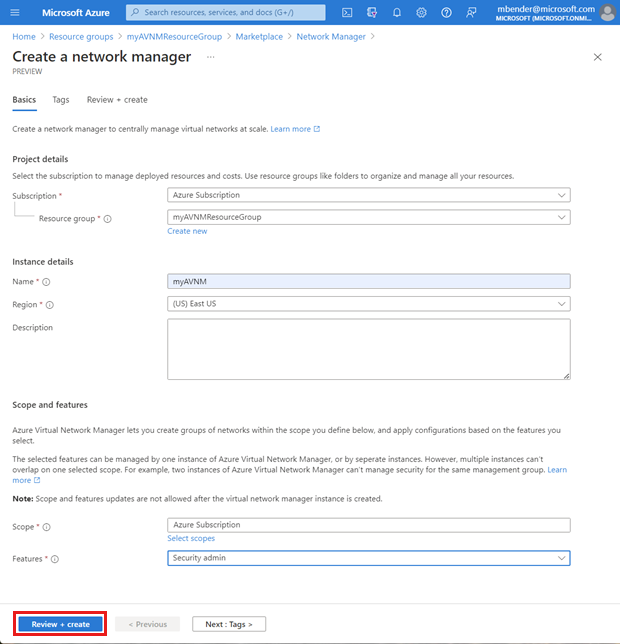 Microsoft Azure
Search resources, services, and docs (G+/)
mbender@microsoft.com
MICROSOFT (MICROSOFT.ONMI...
Home > Resource groups > myAVNMResourceGroup > Marketplace > Network Manager >
Create a network manager ...
PREVIEW
Basics Tags Review + create
Create a network manager to centrally manage virtual networks at scale. Learn more
Project details
Select the subscription to manage deployed resources and costs. Use resource groups like folders to organize and manage all your resources.
Subscription *
Azure Subscription
Resource group *
myAVNMResourceGroup
Create new
Instance details
Name *
myAVNM
Region *
(US) East US
Description
Scope and features
Azure Virtual Network Manager lets you create groups of networks within the scope you define below, and apply configurations based on the features you
select.
The selected features can be managed by one instance of Azure Virtual Network Manager, or by seperate instances. However, multiple instances can't
overlap on one selected scope. For example, two instances of Azure Virtual Network Manager can't manage security for the same management group. Learn
more
Note: Scope and features updates are not allowed after the virtual network manager instance is created.
Scope *
Azure Subscription
Select scopes
Features *
Security admin
Review + create
< Previous
Next : Tags >